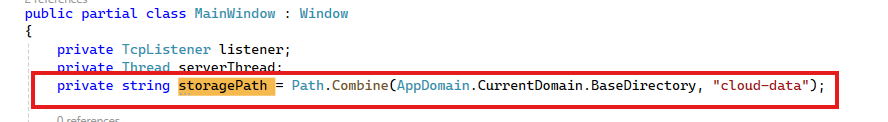 2 references
public partial class MainWindow : Window
{
private TcpListener listener;
private Thread serverThread;
private string storagePath = Path.Combine(AppDomain.CurrentDomain.BaseDirectory, "cloud-data");
0 references